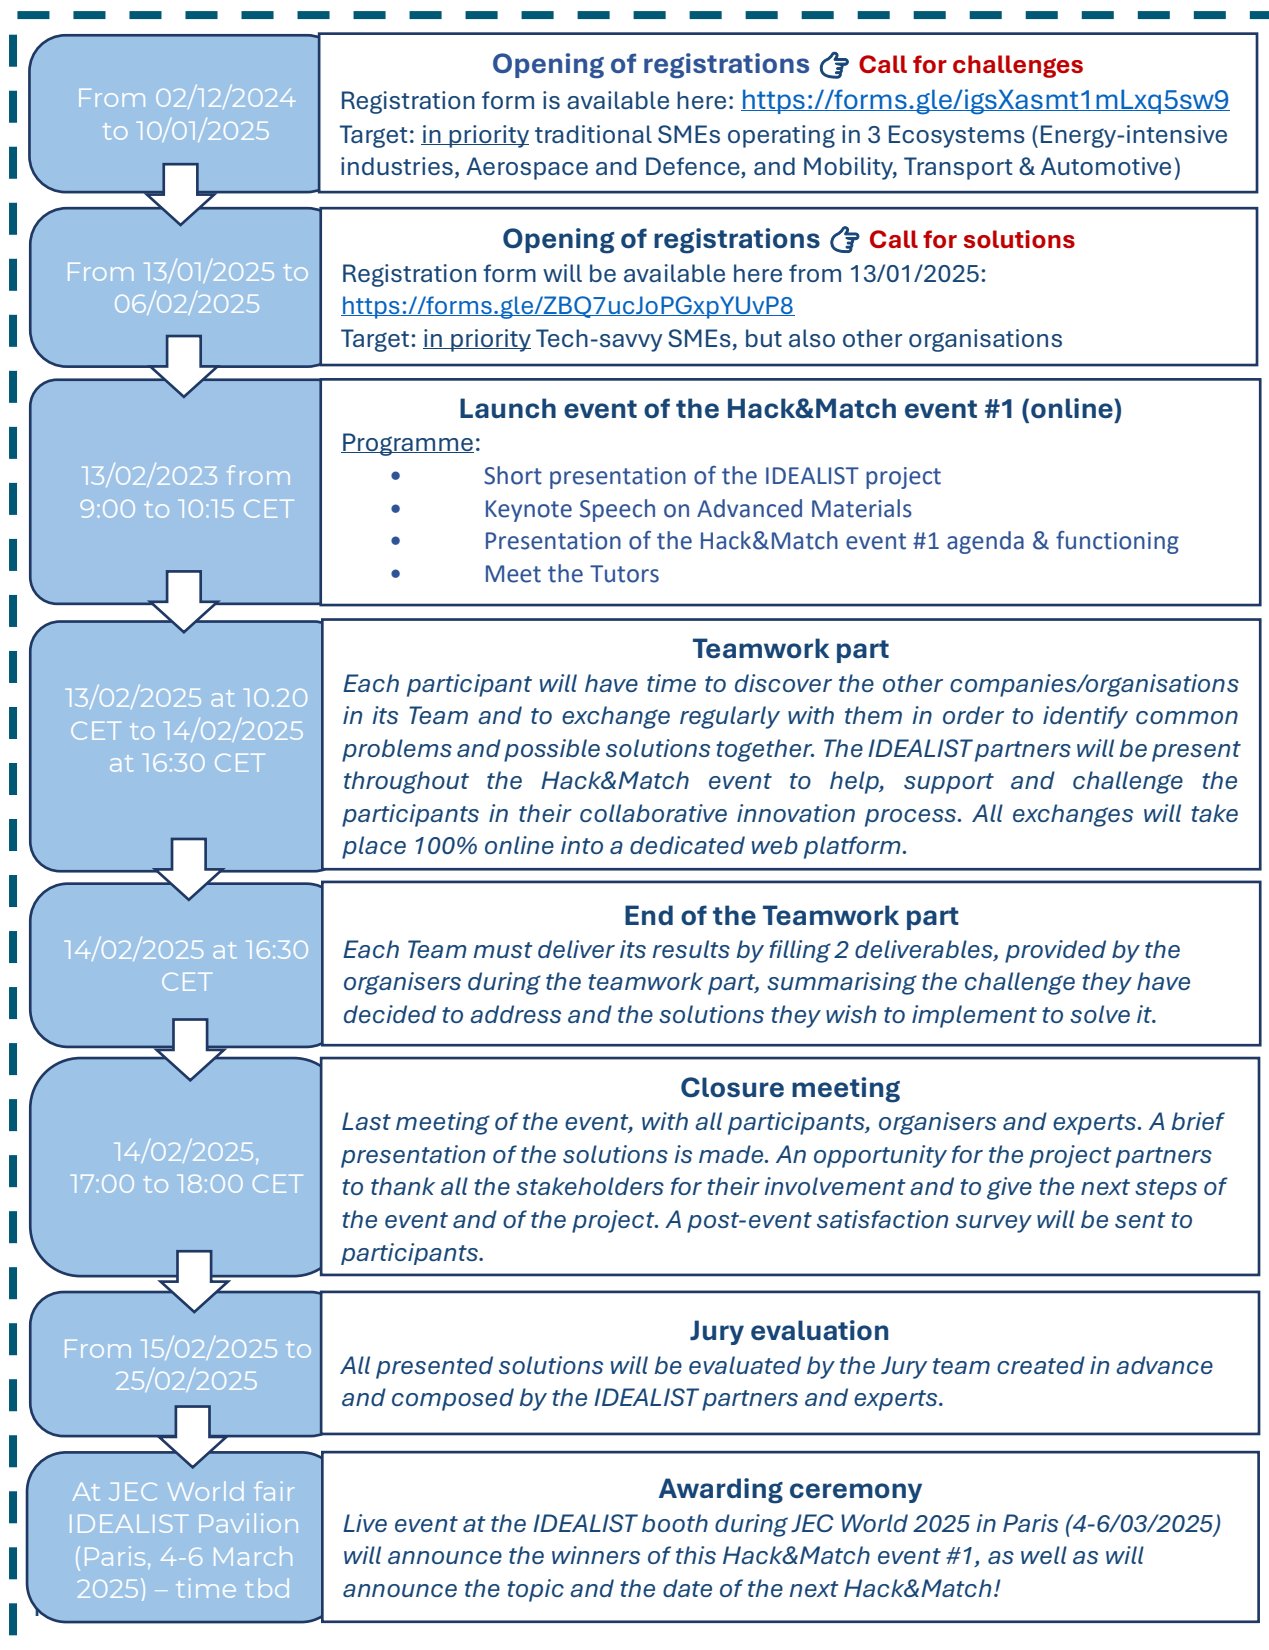 From 02/12/2024
to 10/01/2025
Opening of registrations 👉 Call for challenges
Registration form is available here: https://forms.gle/igsXasmt1mLxq5sw9
Target: in priority traditional SMEs operating in 3 Ecosystems (Energy-intensive
industries, Aerospace and Defence, and Mobility, Transport & Automotive)
From 13/01/2025 to
06/02/2025
Opening of registrations 👉 Call for solutions
Registration form will be available here from 13/01/2025:
https://forms.gle/ZBQ7ucJoPGxpYUvP8
Target: in priority Tech-savvy SMEs, but also other organisations
13/02/2023 from
9:00 to 10:15 CET
Launch event of the Hack&Match event #1 (online)
Programme:
• Short presentation of the IDEALIST project
• Keynote Speech on Advanced Materials
• Presentation of the Hack&Match event #1 agenda & functioning
• Meet the Tutors
13/02/2025 at 10.20
CET to 14/02/2025
at 16:30 CET
Teamwork part
Each participant will have time to discover the other companies/organisations
in its Team and to exchange regularly with them in order to identify common
problems and possible solutions together. The IDEALIST partners will be present
throughout the Hack&Match event to help, support and challenge the
participants in their collaborative innovation process. All exchanges will take
place 100% online into a dedicated web platform.
14/02/2025 at 16:30
CET
End of the Teamwork part
Each Team must deliver its results by filling 2 deliverables, provided by the
organisers during the teamwork part, summarising the challenge they have
decided to address and the solutions they wish to implement to solve it.
14/02/2025,
17:00 to 18:00 CET
Closure meeting
Last meeting of the event, with all participants, organisers and experts. A brief
presentation of the solutions is made. An opportunity for the project partners
to thank all the stakeholders for their involvement and to give the next steps of
the event and of the project. A post-event satisfaction survey will be sent to
participants.
From 15/02/2025 to
25/02/2025
Jury evaluation
All presented solutions will be evaluated by the Jury team created in advance
and composed by the IDEALIST partners and experts.
At JEC World fair
IDEALIST Pavilion
(Paris, 4-6 March
2025) – time tbd
Awarding ceremony
Live event at the IDEALIST booth during JEC World 2025 in Paris (4-6/03/2025)
will announce the winners of this Hack&Match event #1, as well as will
announce the topic and the date of the next Hack&Match!